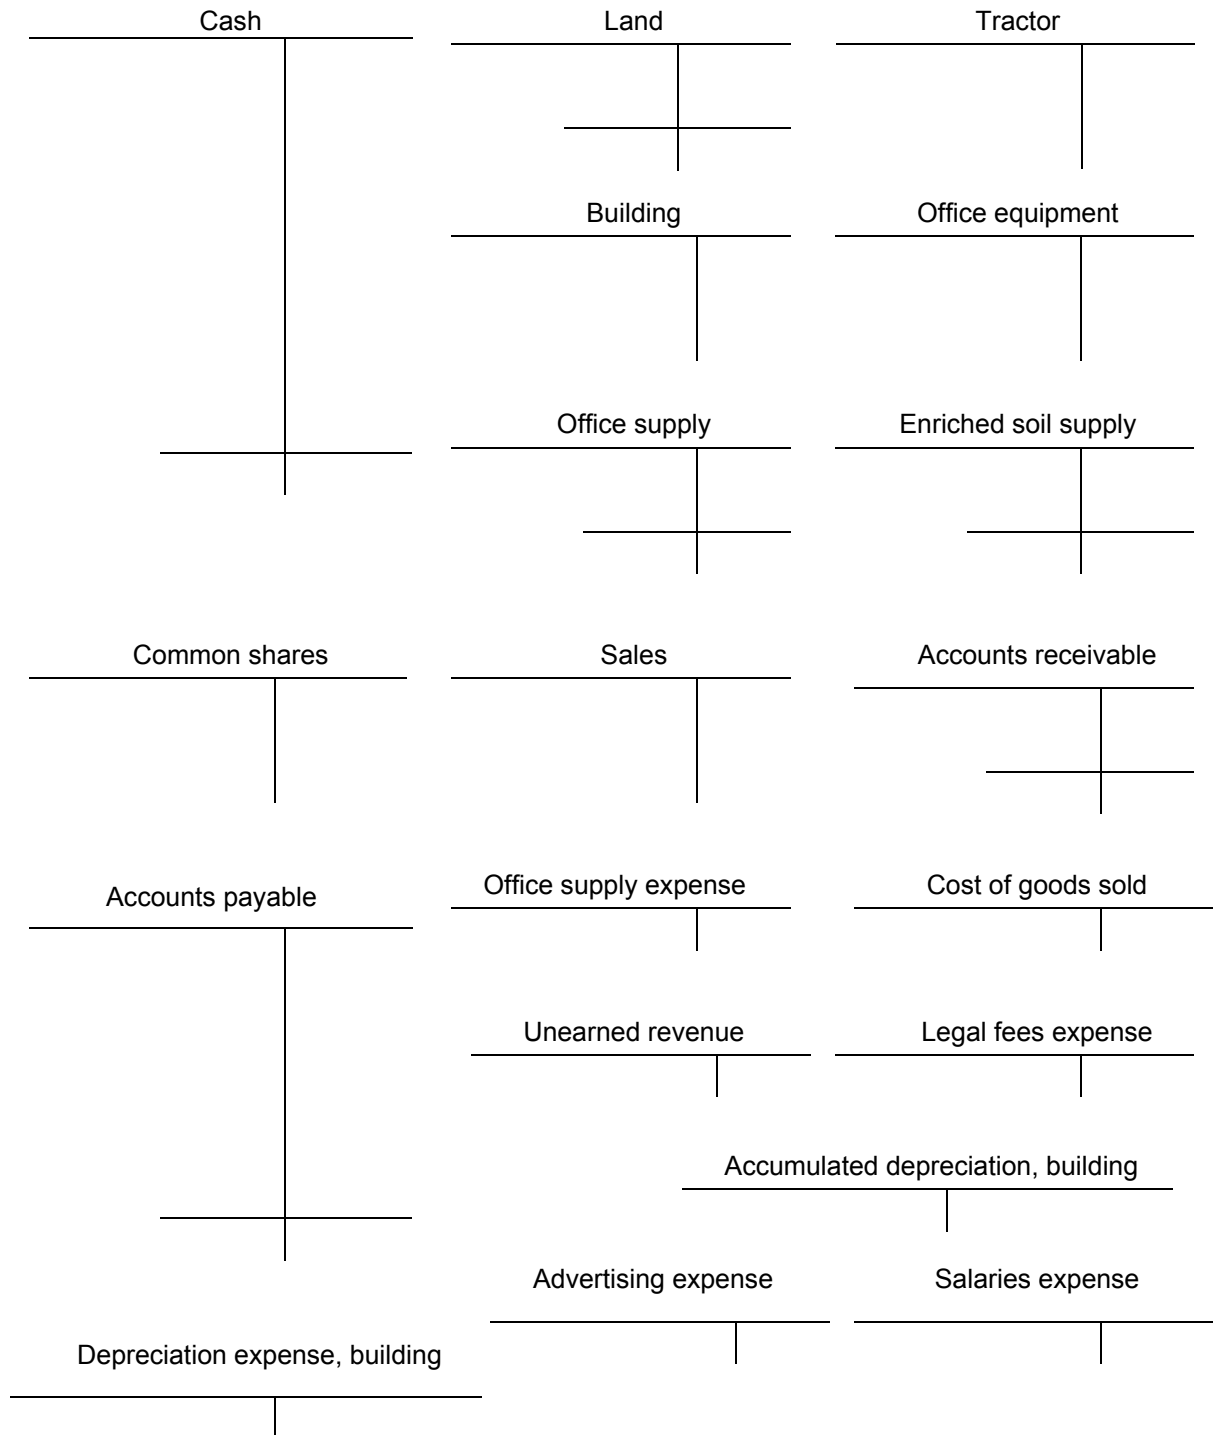 Cash
Land
Tractor
Building
Office equipment
Office supply
Enriched soil supply
Common shares
Sales
Accounts receivable
Accounts payable
Office supply expense
Cost of goods sold
Unearned revenue
Legal fees expense
Accumulated depreciation, building
Advertising expense
Salaries expense
Depreciation expense, building